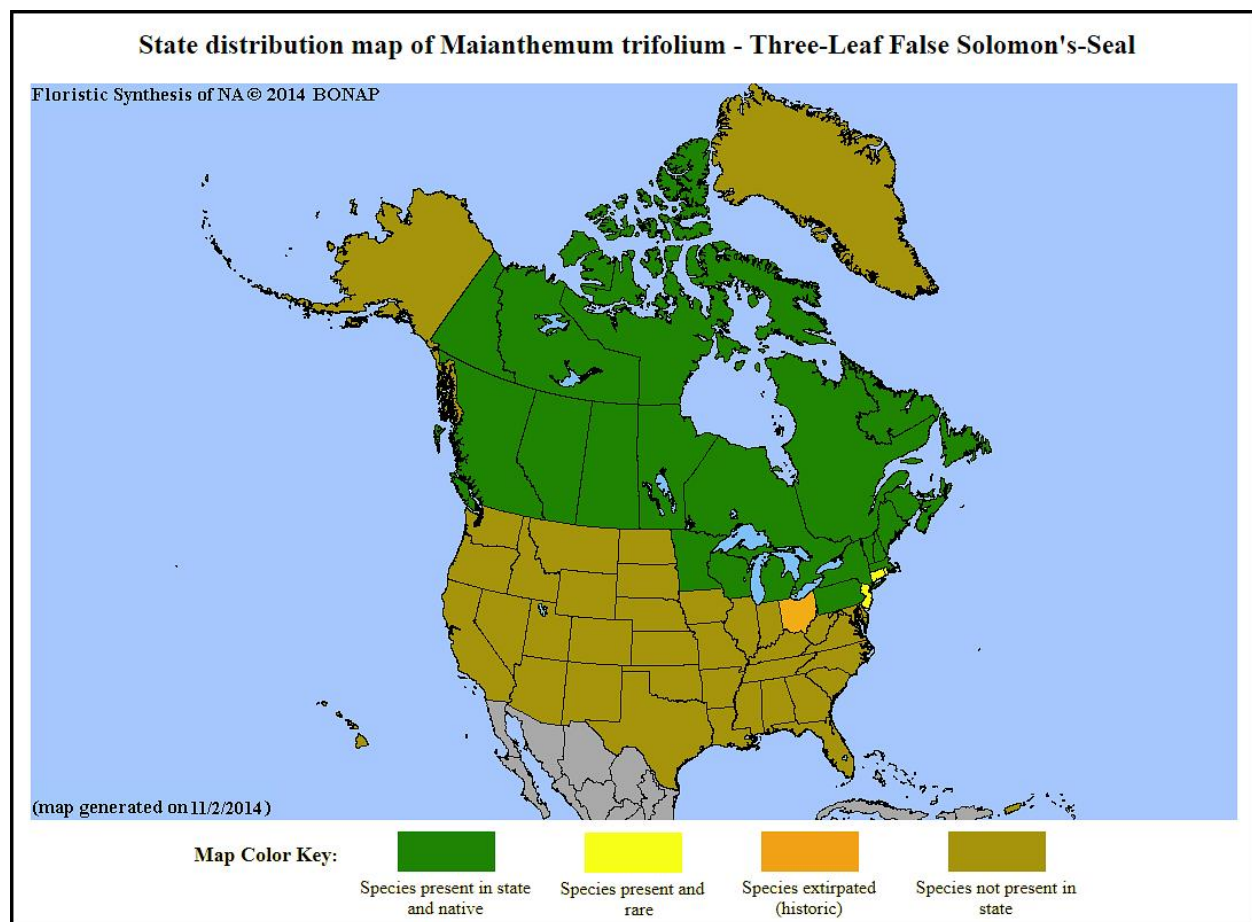 State distribution map of Maianthemum trifolium - Three-Leaf False Solomon's-Seal
Floristic Synthesis of NA © 2014 BONAP
(map generated on 11/2/2014)
Map Color Key:
Species present in state
and native
Species present and
rare
Species extirpated
(historic)
Species not present in
state